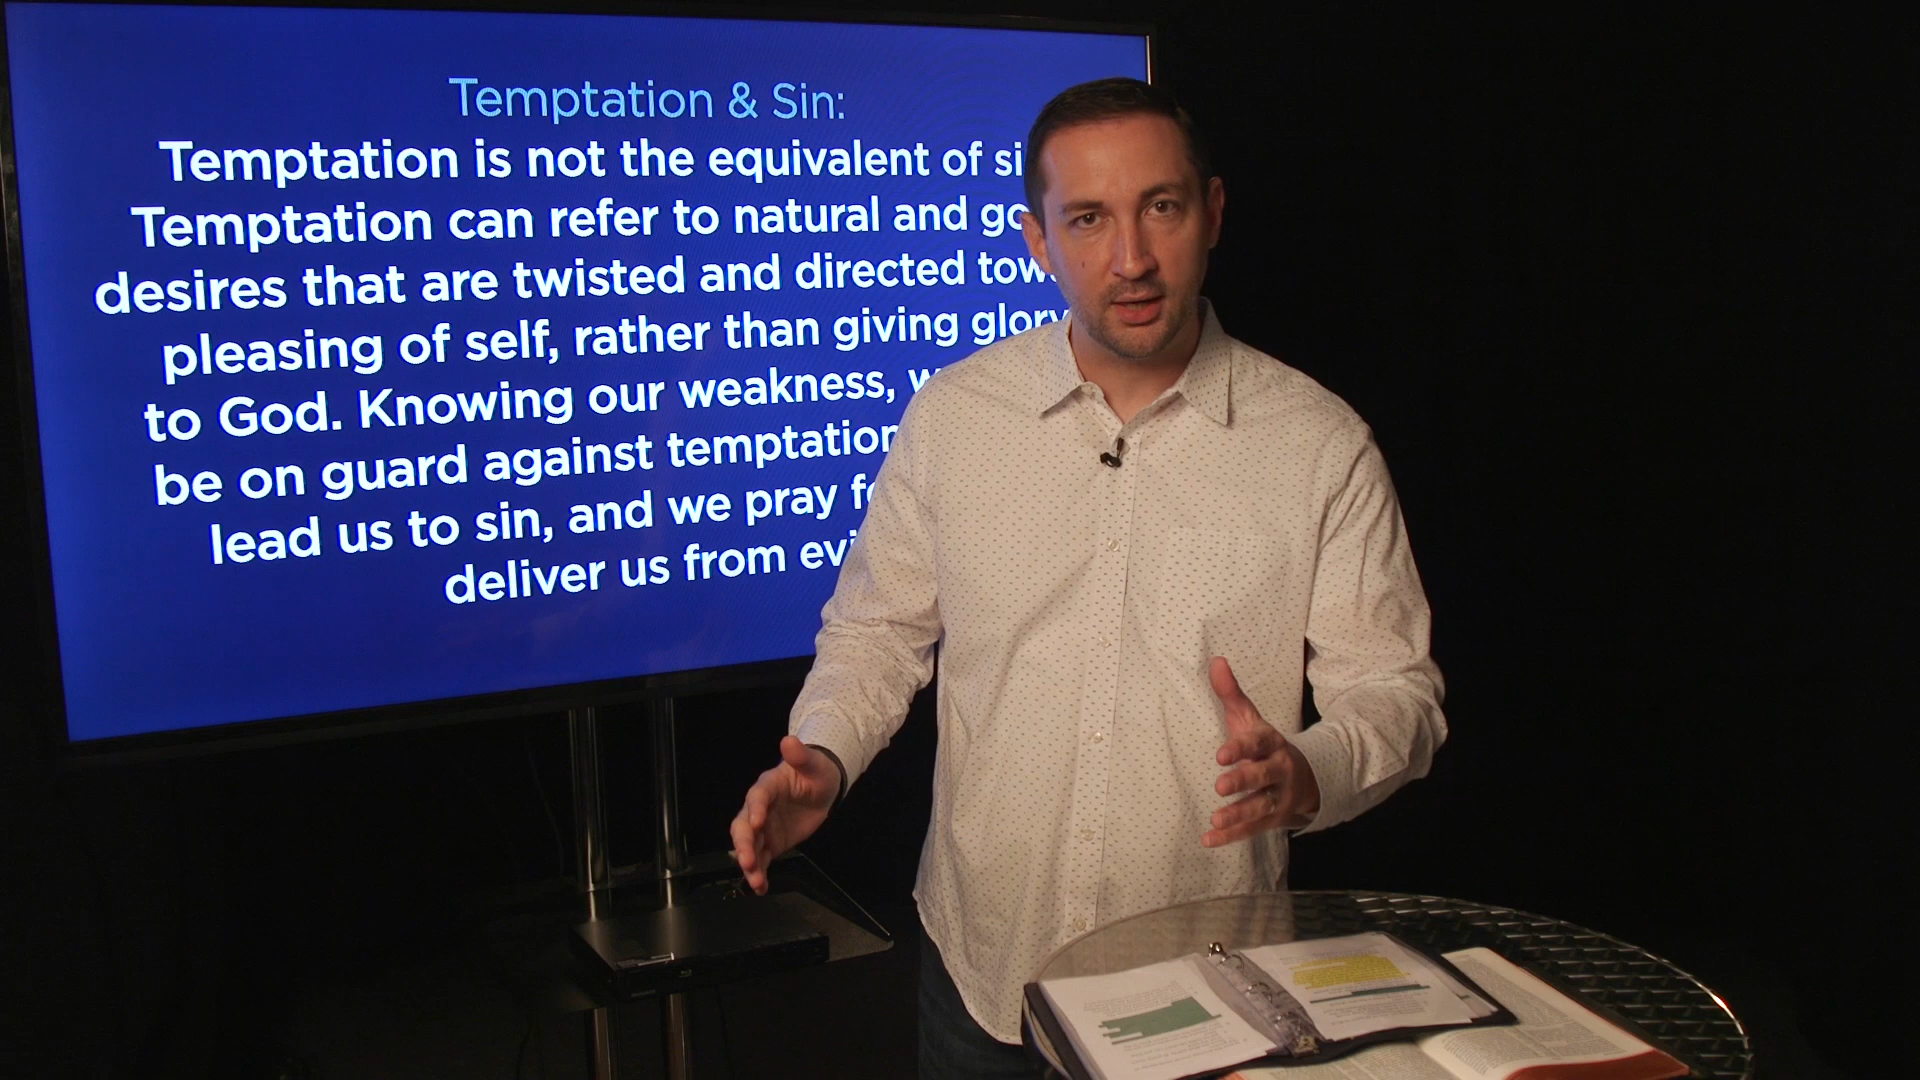 Temptation & Sin:
Temptation is not the equivalent of si
Temptation can refer to natural and go
desires that are twisted and directed tow
pleasing of self, rather than giving glory
to God. Knowing our weakness, w
be on guard against temptation
lead us to sin, and we pray f
deliver us from evi